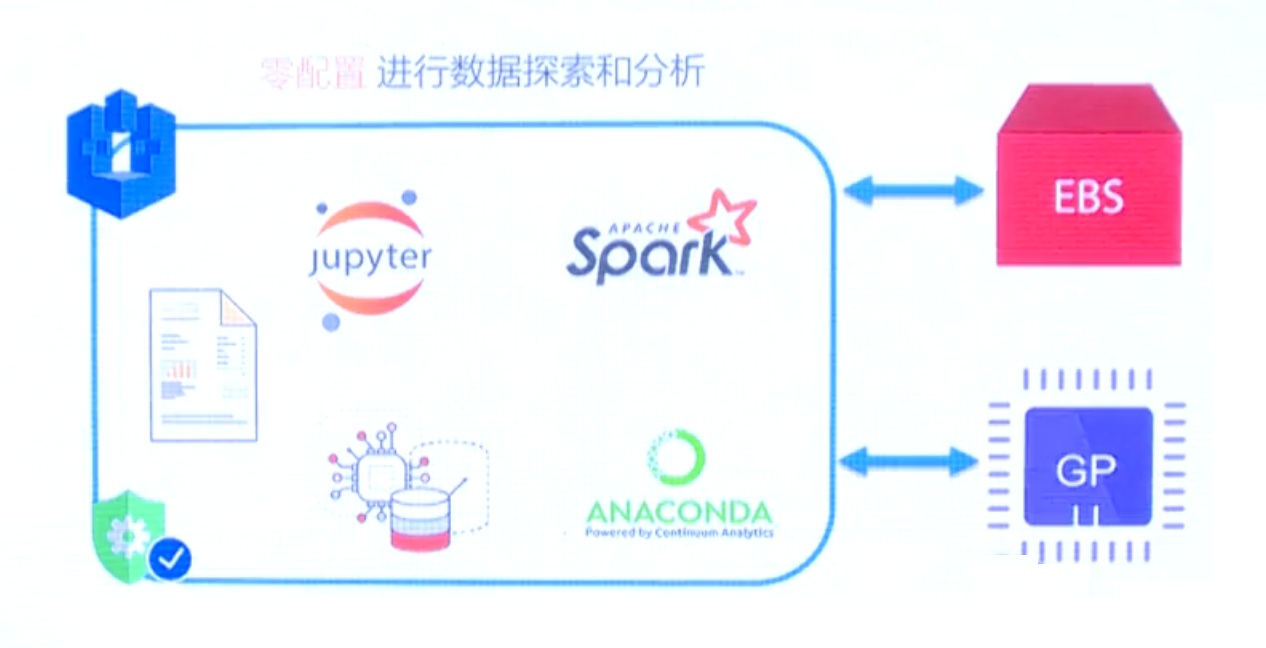 零配置 进行数据探索和分析
jupyter
APACHE
Spark
EBS
GP
ANACONDA
Powered by Continuum Analytics